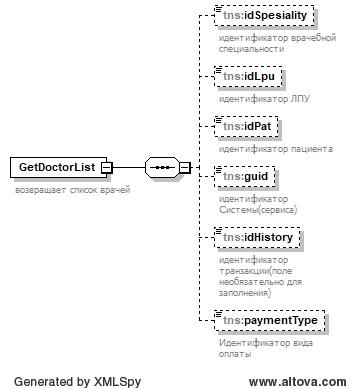 tns:idSpesiality
идентификатор врачебной
специальности
tns:idLpu
идентификатор ЛПУ
tns:idPat
идентификатор пациента
GetDoctorList
возвращает список врачей
tns:guid
идентификатор
Системы(сервиса)
tns:idHistory
идентификатор
транзакции(поле
необязательно для
заполнения)
tns:paymentType
Идентификатор вида
оплаты
Generated by XMLSpy
www.altova.com